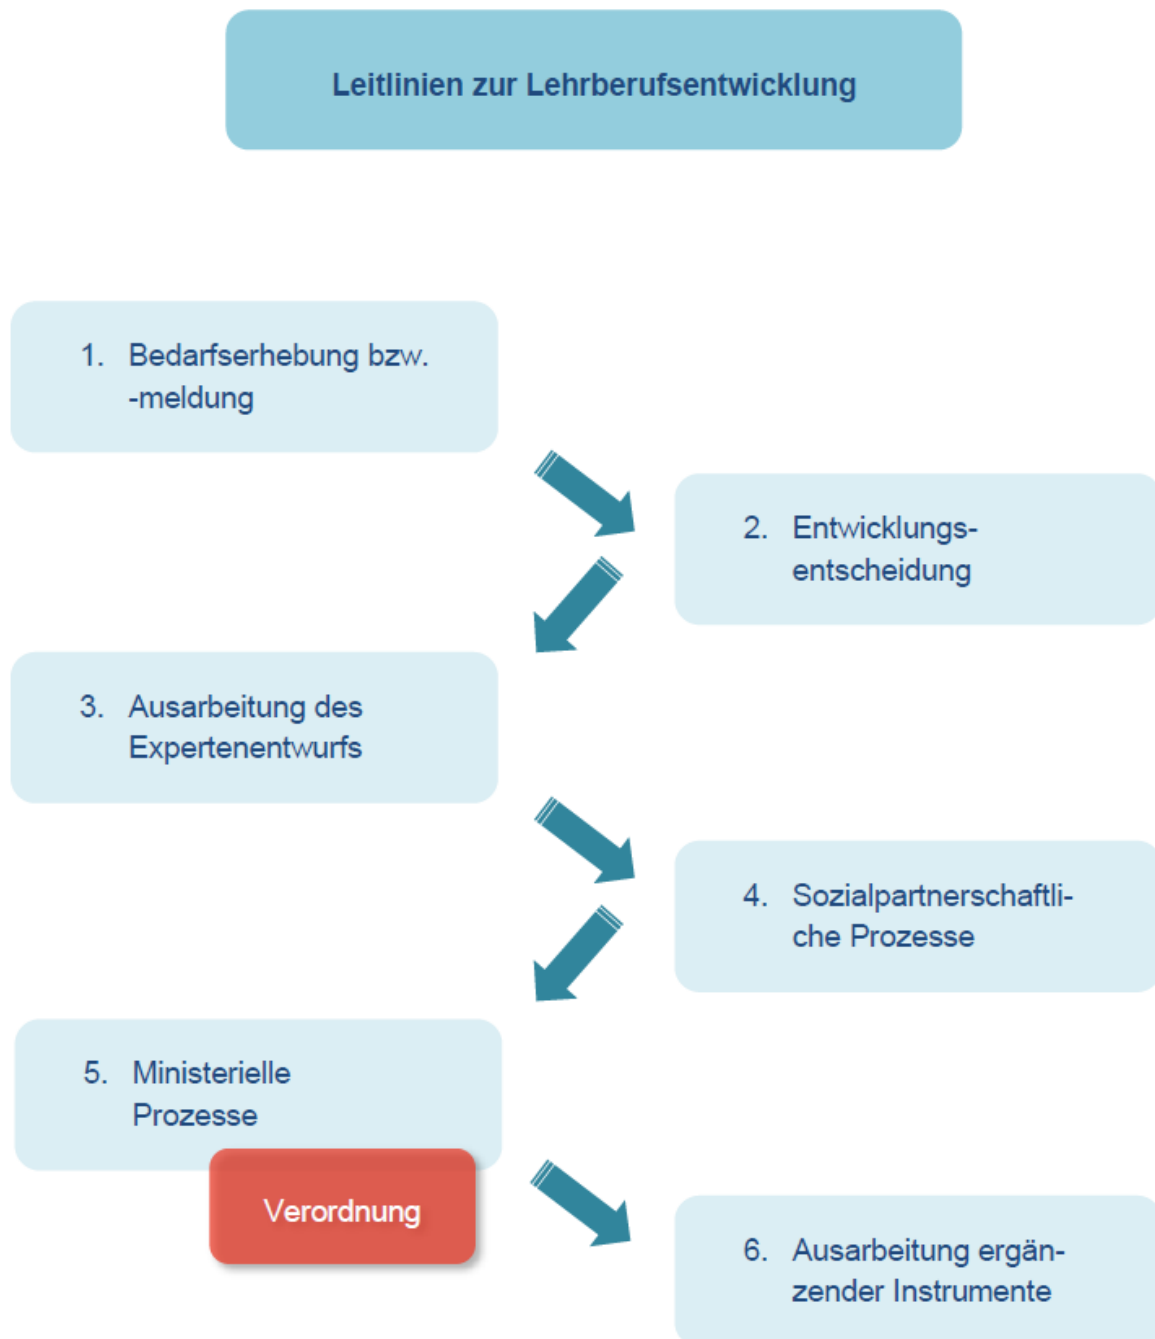 Leitlinien zur Lehrberufsentwicklung
1. Bedarfserhebung bzw.
-meldung
2. Entwicklungs-
entscheidung
3. Ausarbeitung des
Expertenentwurfs
4. Sozialpartnerschaftli-
che Prozesse
5. Ministerielle
Prozesse
Verordnung
6. Ausarbeitung ergän-
zender Instrumente